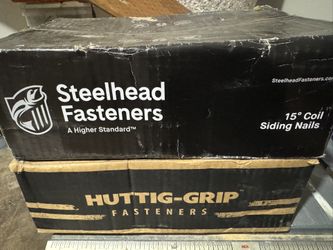 SteelheadFasteners.com
Steelhead
Fasteners
A Higher Standard™
15° Coil
Siding Nails
HUTTIG-GRIP
FASTENERS